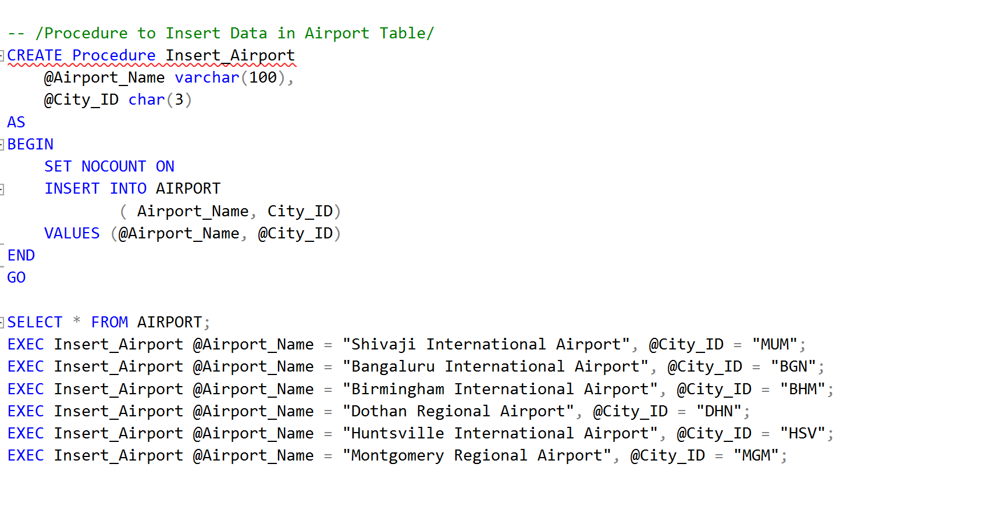 -- /Procedure to Insert Data in Airport Table/
CREATE Procedure Insert_Airport
    @Airport_Name varchar(100),
    @City_ID char(3)
AS
BEGIN
    SET NOCOUNT ON
    INSERT INTO AIRPORT
            ( Airport_Name, City_ID)
    VALUES (@Airport_Name, @City_ID)
END
GO

SELECT * FROM AIRPORT;
EXEC Insert_Airport @Airport_Name = "Shivaji International Airport", @City_ID = "MUM";
EXEC Insert_Airport @Airport_Name = "Bangaluru International Airport", @City_ID = "BGN";
EXEC Insert_Airport @Airport_Name = "Birmingham International Airport", @City_ID = "BHM";
EXEC Insert_Airport @Airport_Name = "Dothan Regional Airport", @City_ID = "DHN";
EXEC Insert_Airport @Airport_Name = "Huntsville International Airport", @City_ID = "HSV";
EXEC Insert_Airport @Airport_Name = "Montgomery Regional Airport", @City_ID = "MGM";